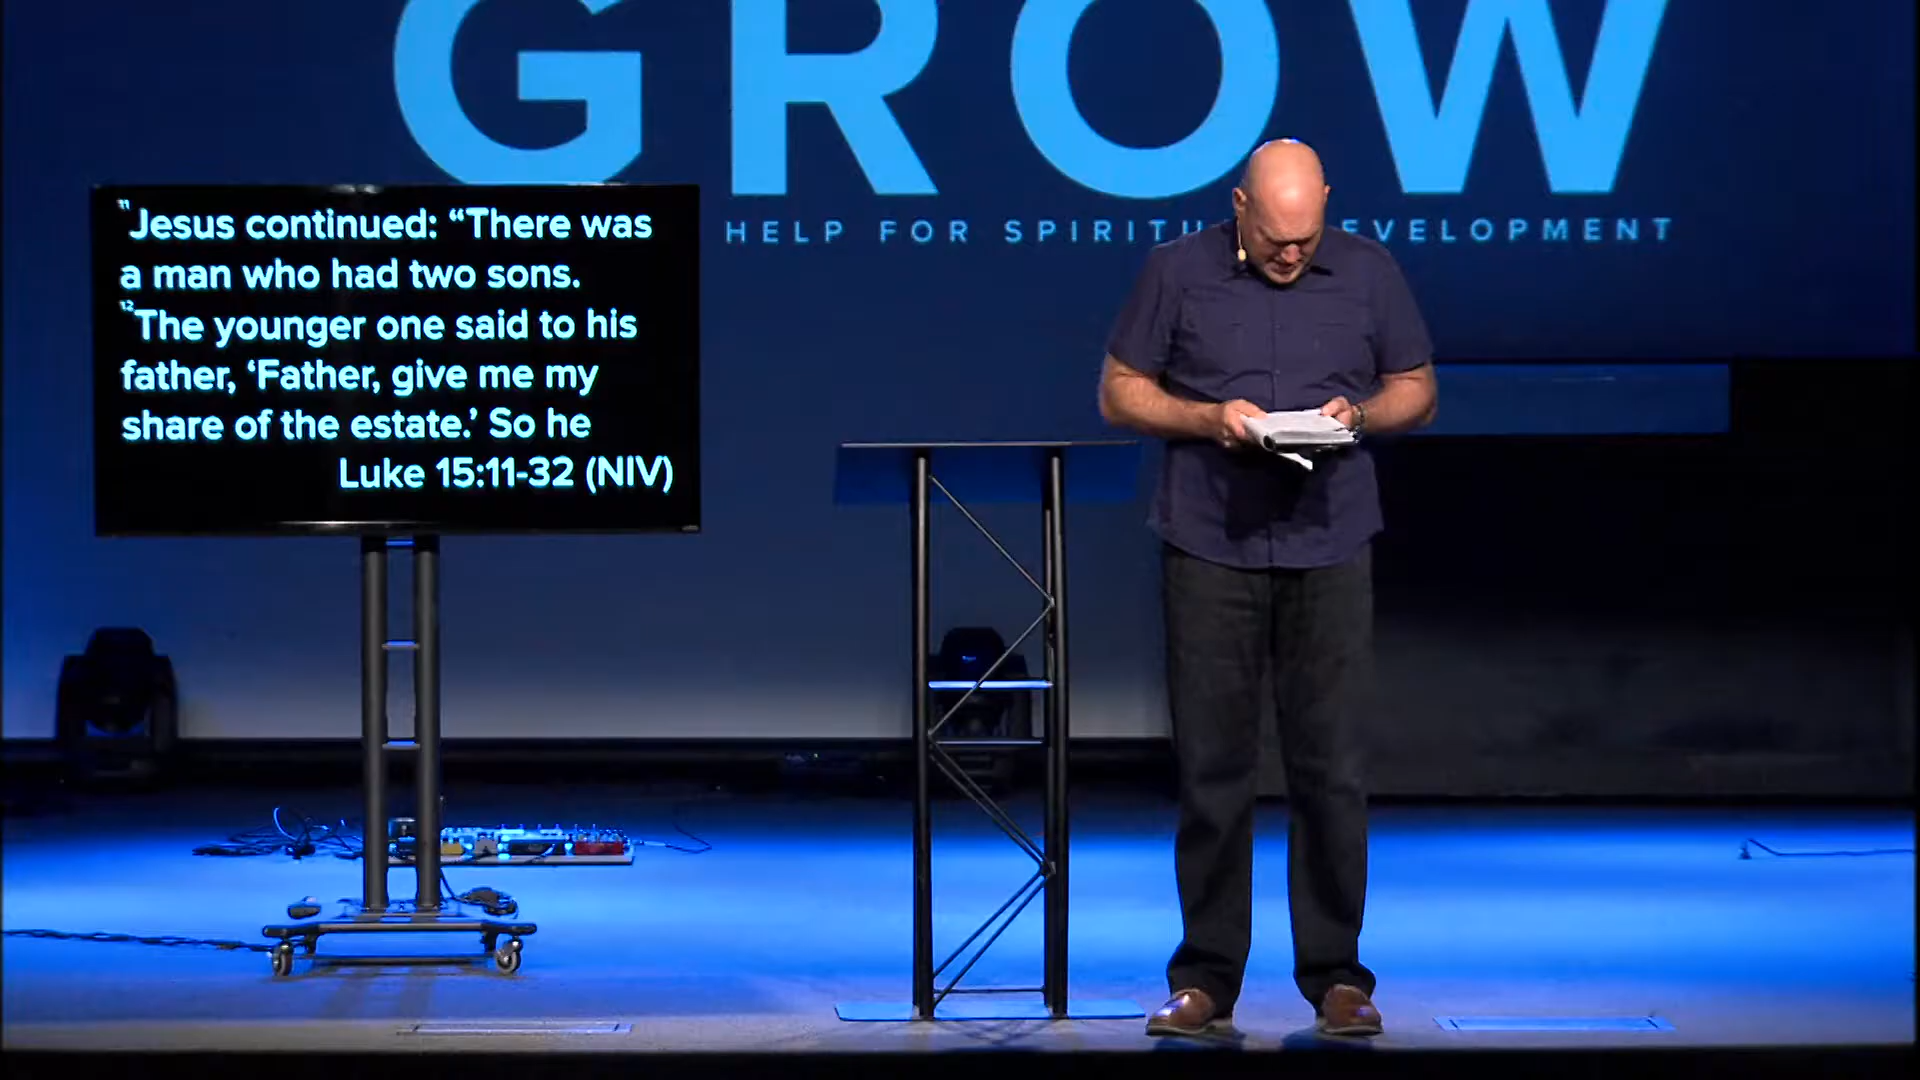 GROW
HELP FOR SPIRITU EVELOPMENT
¹¹Jesus continued: “There was
a man who had two sons.
¹²The younger one said to his
father, ‘Father, give me my
share of the estate.’ So he
Luke 15:11-32 (NIV)